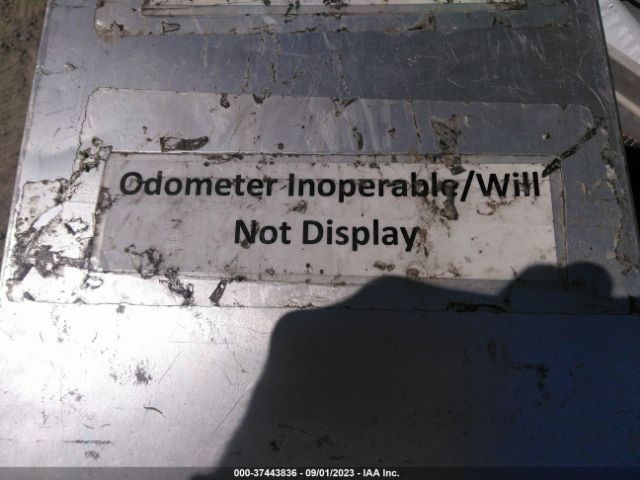 Odometer Inoperable/Will
Not Display
000-37443836 - 09/01/2023 - IAA Inc.